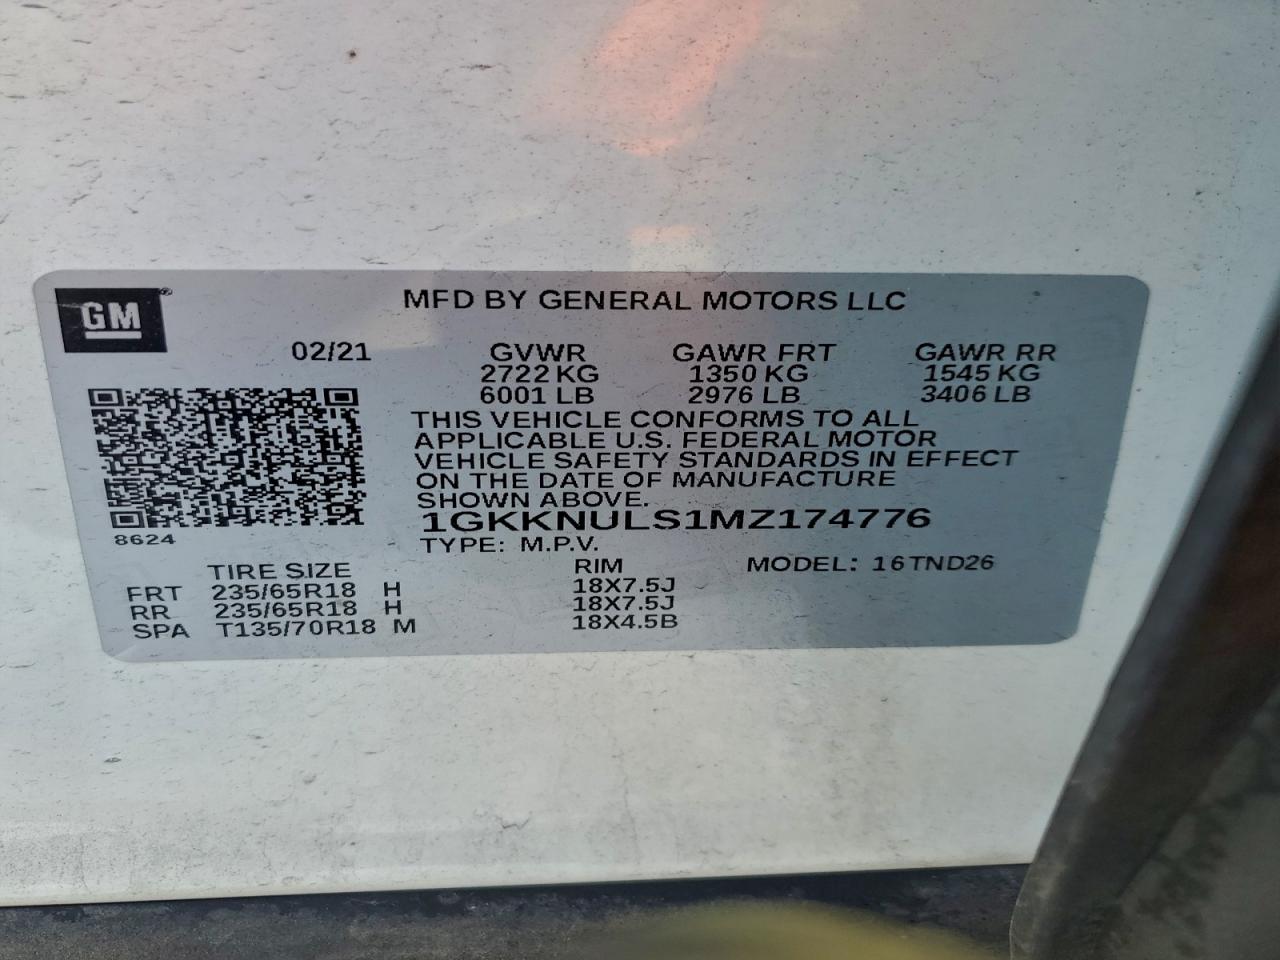 GM®
MFD BY GENERAL MOTORS LLC
02/21 GVWR GAWR FRT GAWR RR
2722 KG 1350 KG 1545 KG
6001 LB 2976 LB 3406 LB
THIS VEHICLE CONFORMS TO ALL
APPLICABLE U.S. FEDERAL MOTOR
VEHICLE SAFETY STANDARDS IN EFFECT
ON THE DATE OF MANUFACTURE
SHOWN ABOVE.
1GKKNULS1MZ174776
8624
TYPE: M.P.V.
TIRE SIZE RIM MODEL: 16TND26
FRT 235/65R18 H 18X7.5J
RR 235/65R18 H 18X7.5J
SPA T135/70R18 M 18X4.5B